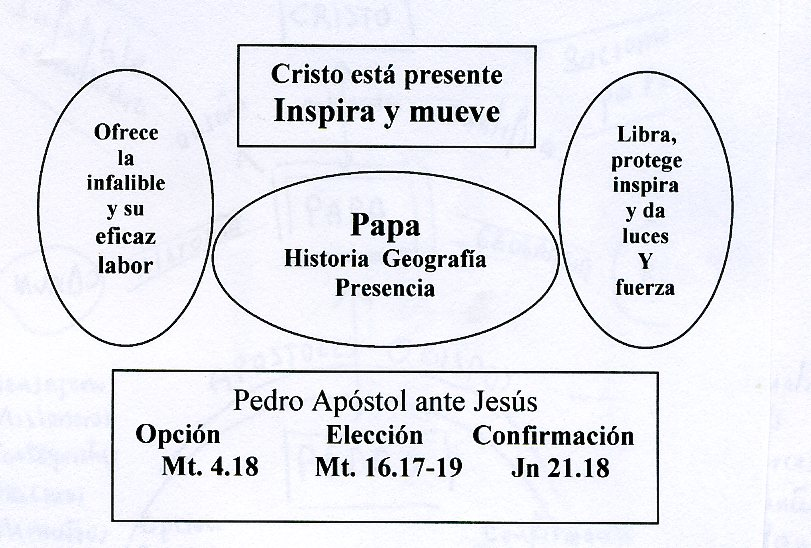 Cristo está presente
Inspira y mueve
Ofrece
la
infalible
y su
eficaz
labor
Papa
Historia Geografía
Presencia
Libra,
protege
inspira
y da
luces
Y
fuerza
Pedro Apóstol ante Jesús
Opción Elección Confirmación
Mt. 4.18 Mt. 16.17-19 Jn 21.18
CRISTO
PAPA